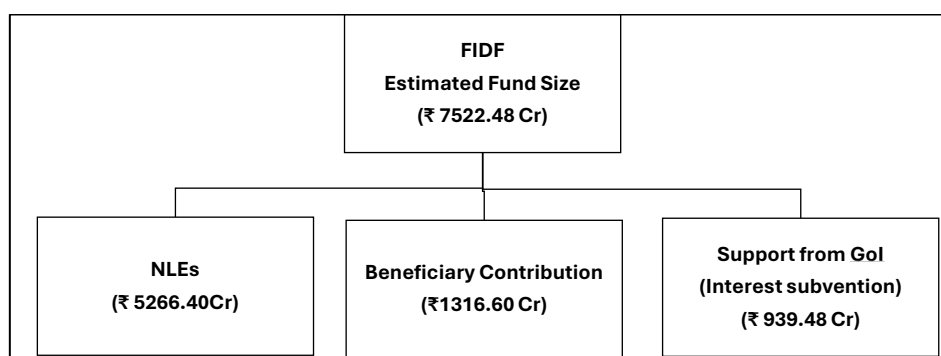 FIDF
Estimated Fund Size
(₹ 7522.48 Cr)
NLEs
(₹ 5266.40Cr)
Beneficiary Contribution
(₹1316.60 Cr)
Support from GoI
(Interest subvention)
(₹ 939.48 Cr)